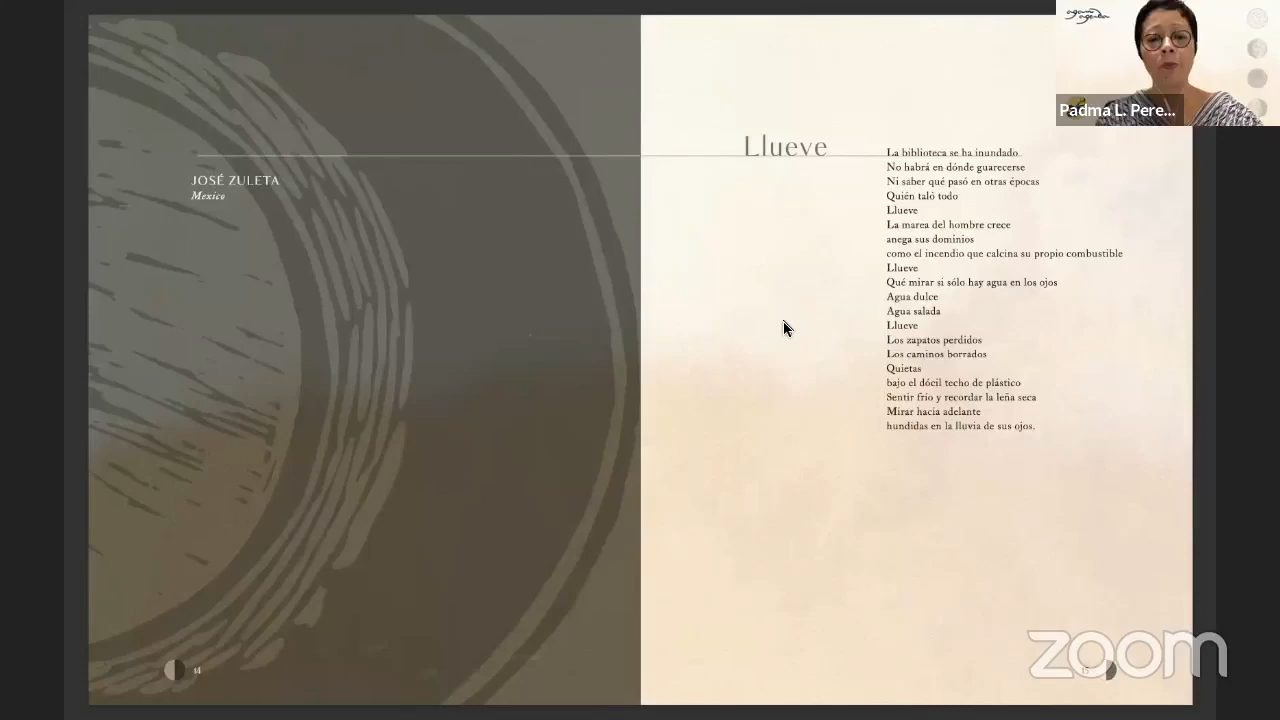 agam
agenda
Padma L. Pere...
JOSÉ ZULETA
Mexico
Llueve
La biblioteca se ha inundado
No habrá en dónde guarecerse
Ni saber qué pasó en otras épocas
Quién taló todo
Llueve
La marea del hombre crece
anega sus dominios
como el incendio que calcina su propio combustible
Llueve
Qué mirar si sólo hay agua en los ojos
Agua dulce
Agua salada
Llueve
Los zapatos perdidos
Los caminos borrados
Quietas
bajo el dócil techo de plástico
Sentir frío y recordar la leña seca
Mirar hacia adelante
hundidas en la lluvia de sus ojos.
14
15
zoom